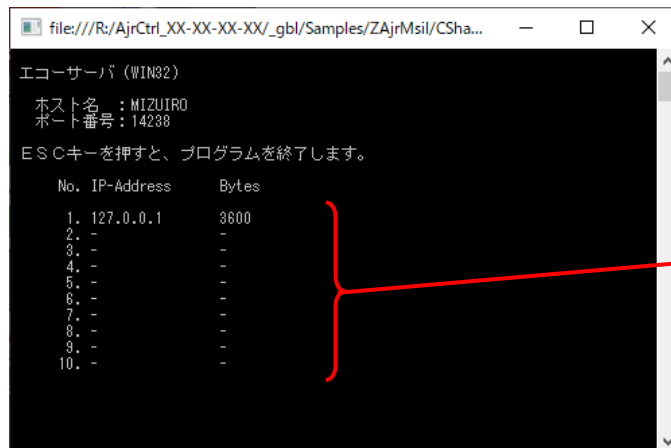 file:///R:/AjrCtrl_XX-XX-XX-XX/_gbl/Samples/ZAjrMsil/CSha...
エコーサーバ (WIN32)
ホスト名 : MIZUIRO
ポート番号 : 14238
ESCキーを押すと、プログラムを終了します。
No. IP-Address Bytes
1. 127.0.0.1 3600
2. - -
3. - -
4. - -
5. - -
6. - -
7. - -
8. - -
9. - -
10. - -